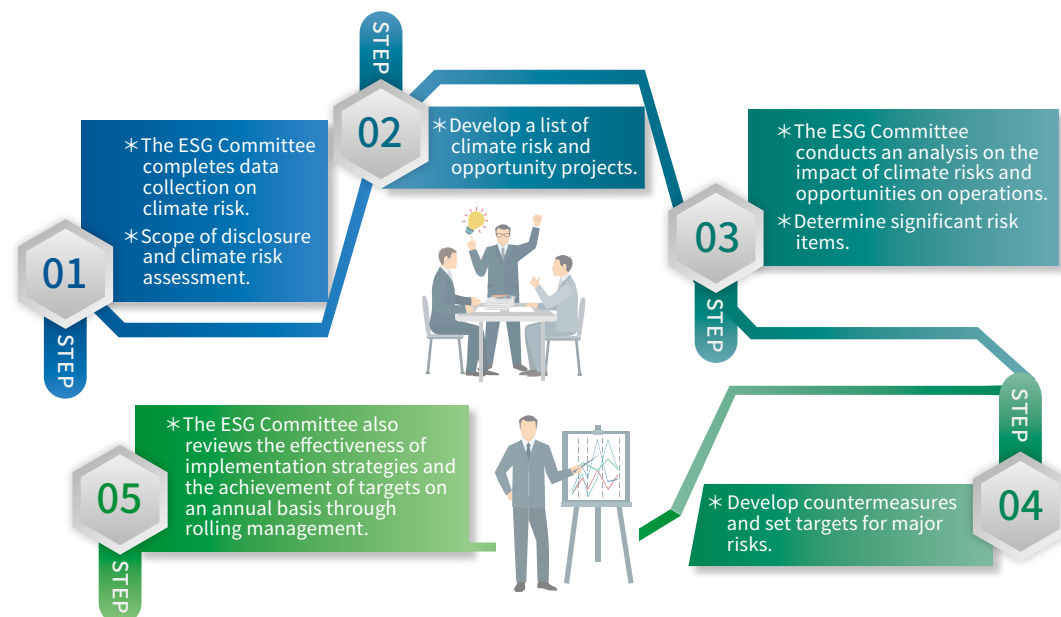 STEP
01
＊The ESG Committee
completes data
collection on
climate risk.
＊Scope of disclosure
and climate risk
assessment.
STEP
02
＊Develop a list of
climate risk and
opportunity projects.
STEP
03
＊The ESG Committee
conducts an analysis on the
impact of climate risks and
opportunities on operations.
＊Determine significant risk
items.
STEP
04
＊Develop countermeasures
and set targets for major
risks.
STEP
05
＊The ESG Committee also
reviews the effectiveness of
implementation strategies and
the achievement of targets on
an annual basis through
rolling management.